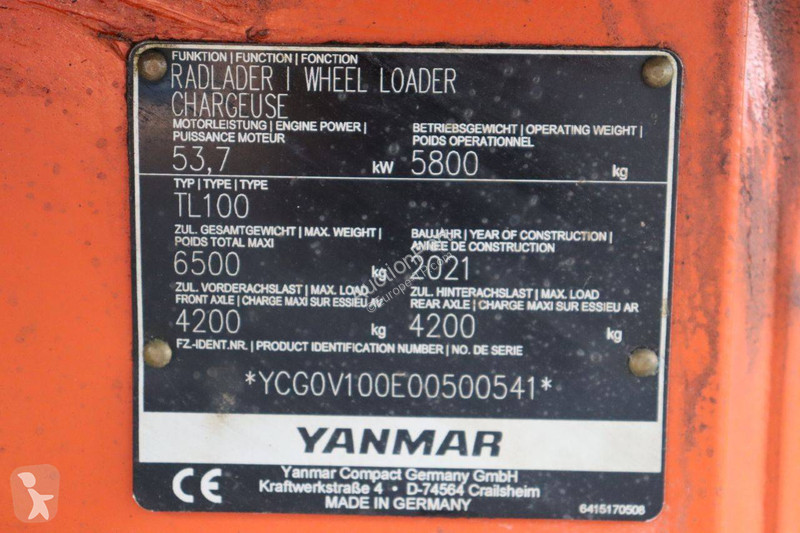 FUNKTION | FUNCTION | FONCTION
RADLADER | WHEEL LOADER
CHARGEUSE
MOTORLEISTUNG | ENGINE POWER |
PUISSANCE MOTEUR
53,7 kW
BETRIEBSGEWICHT | OPERATING WEIGHT |
POIDS OPERATIONNEL
5800 kg
TYP | TYPE | TYPE
TL100
ZUL. GESAMTGEWICHT | MAX. WEIGHT |
POIDS TOTAL MAXI
6500 kg
BAUJAHR | YEAR OF CONSTRUCTION |
ANNÉE DE CONSTRUCTION
2021
ZUL. VORDERACHSLAST | MAX. LOAD
FRONT AXLE | CHARGE MAXI SUR ESSIEU AV
4200 kg
ZUL. HINTERACHSLAST | MAX. LOAD
REAR AXLE | CHARGE MAXI SUR ESSIEU AR
4200 kg
FZ.-IDENT.NR. | PRODUCT IDENTIFICATION NUMBER | NO. DE SERIE
*YCG0V100E00500541*
YANMAR
CE
Yanmar Compact Germany GmbH
Kraftwerkstraße 4 • D-74564 Crailsheim
MADE IN GERMANY
6415170508